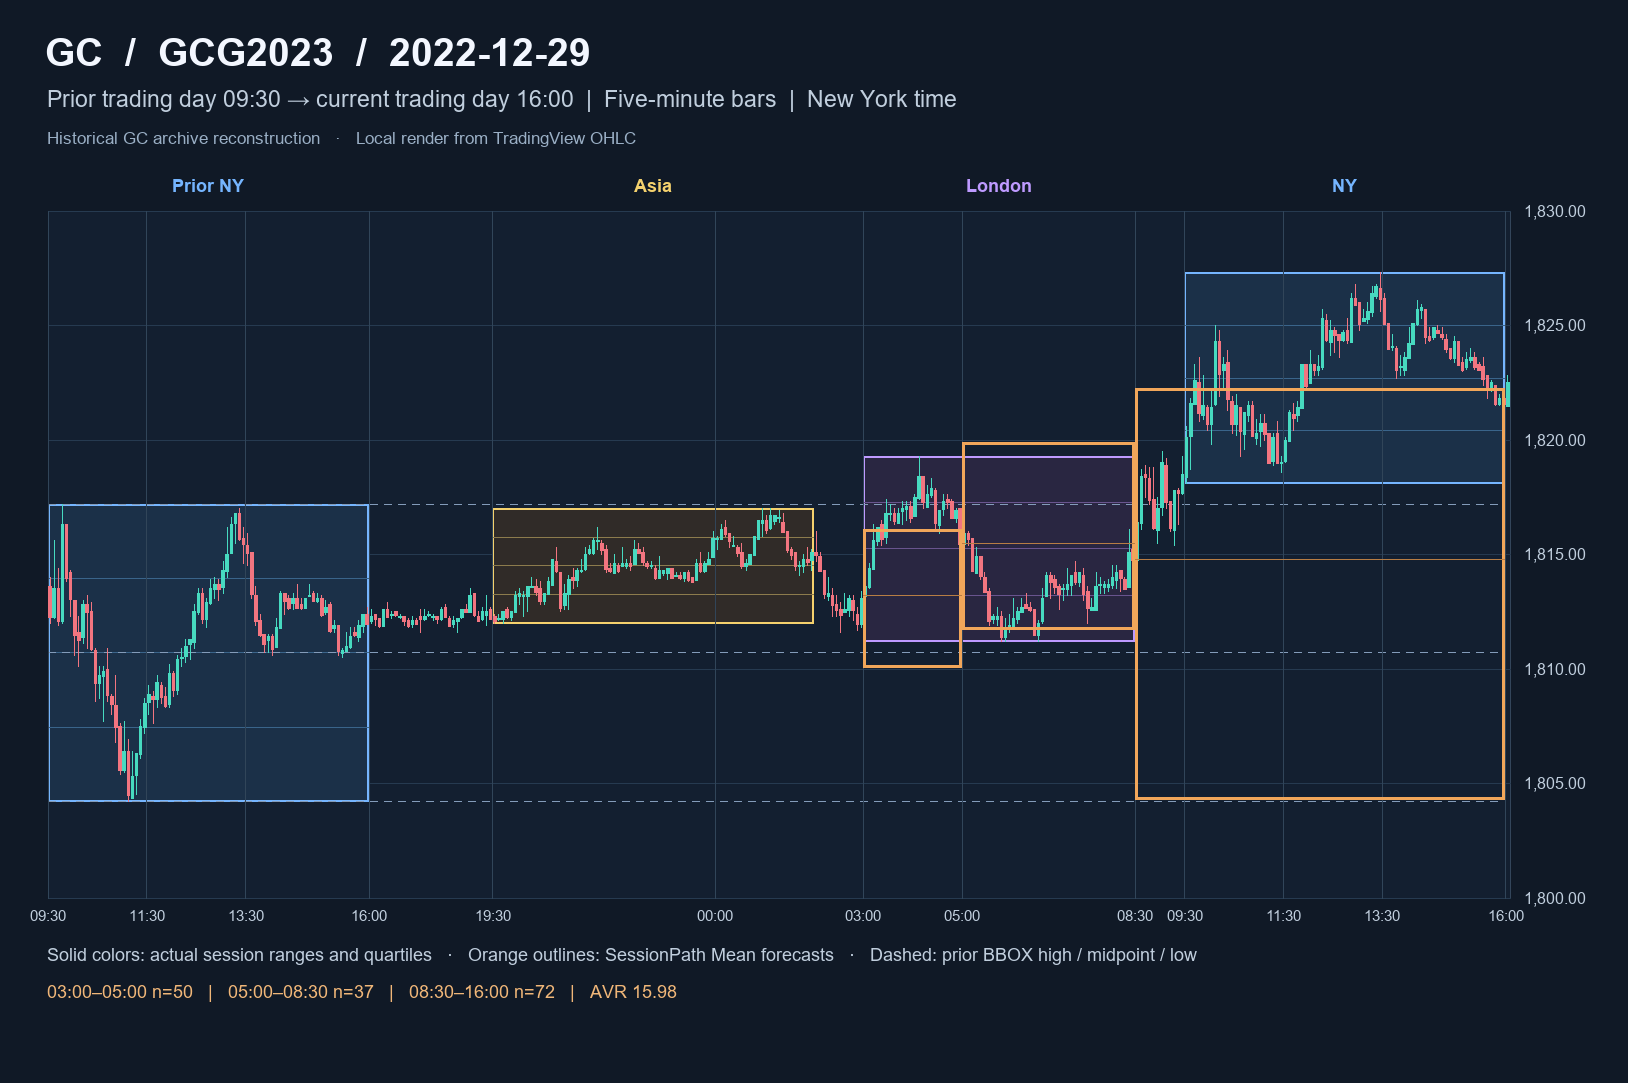 GC / GCG2023 / 2022-12-29
Prior trading day 09:30 → current trading day 16:00 | Five-minute bars | New York time
Historical GC archive reconstruction · Local render from TradingView OHLC
Prior NY Asia London NY
1,830.00
1,825.00
1,820.00
1,815.00
1,810.00
1,805.00
1,800.00
09:30 11:30 13:30 16:00 19:30 00:00 03:00 05:00 08:30 09:30 11:30 13:30 16:00
Solid colors: actual session ranges and quartiles · Orange outlines: SessionPath Mean forecasts · Dashed: prior BBOX high / midpoint / low
03:00–05:00 n=50 | 05:00–08:30 n=37 | 08:30–16:00 n=72 | AVR 15.98